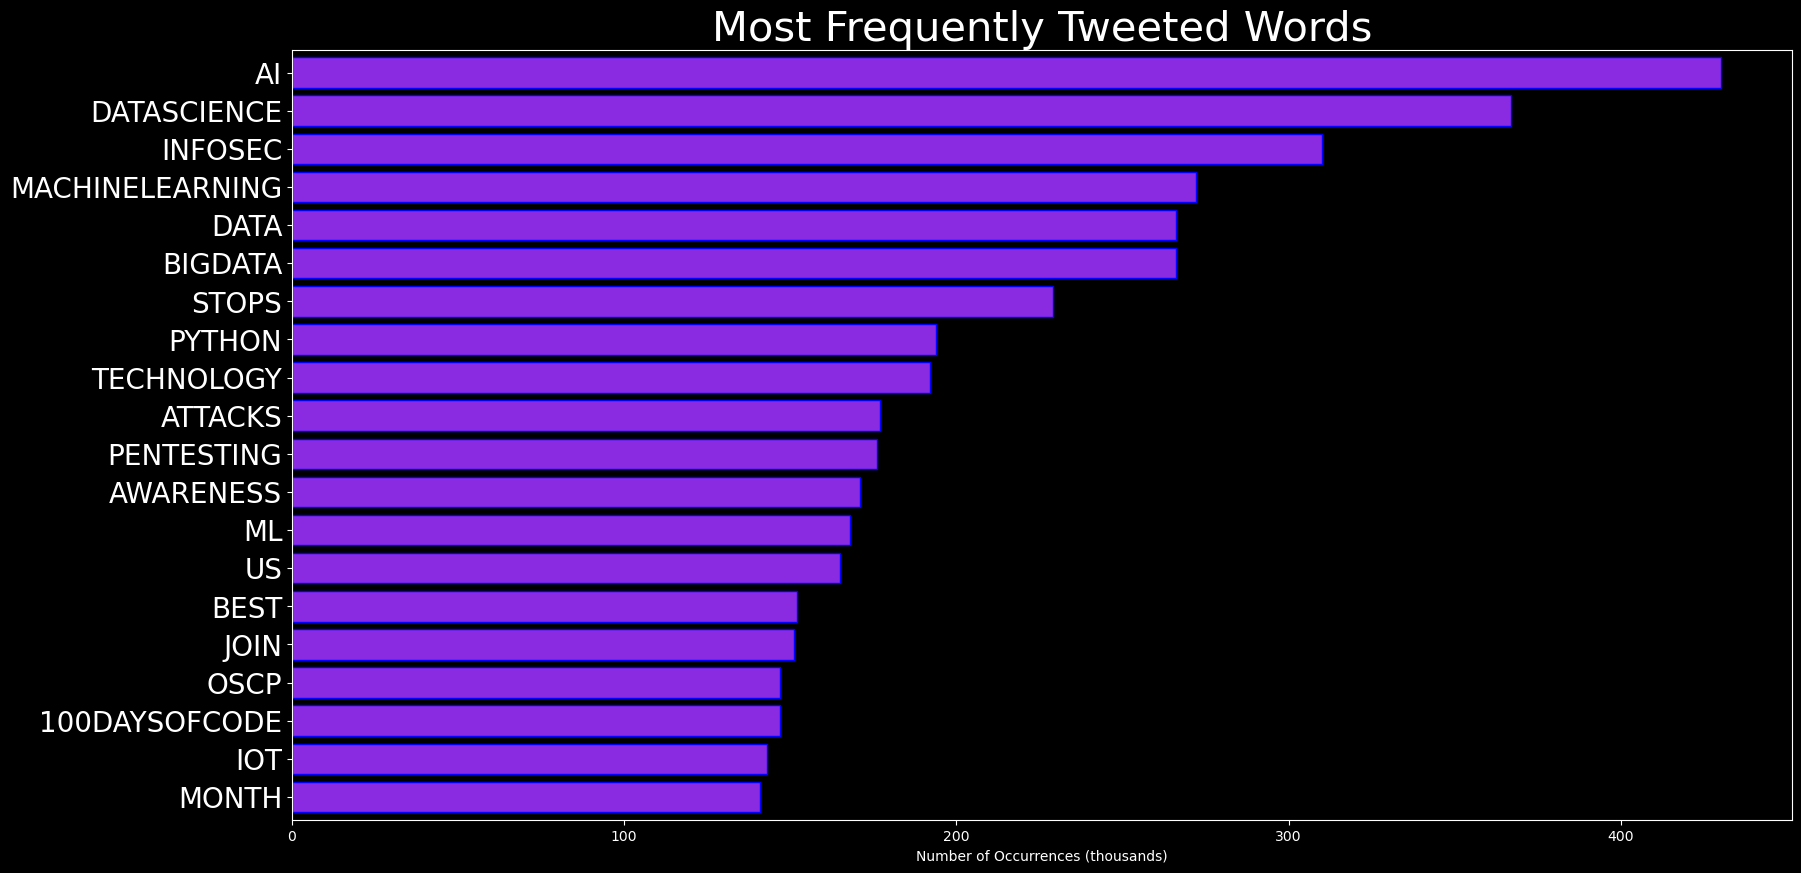 Most Frequently Tweeted Words
AI
DATASCIENCE
INFOSEC
MACHINELEARNING
DATA
BIGDATA
STOPS
PYTHON
TECHNOLOGY
ATTACKS
PENTESTING
AWARENESS
ML
US
BEST
JOIN
OSCP
100DAYSOFCODE
IOT
MONTH
0 100 200 300 400
Number of Occurrences (thousands)